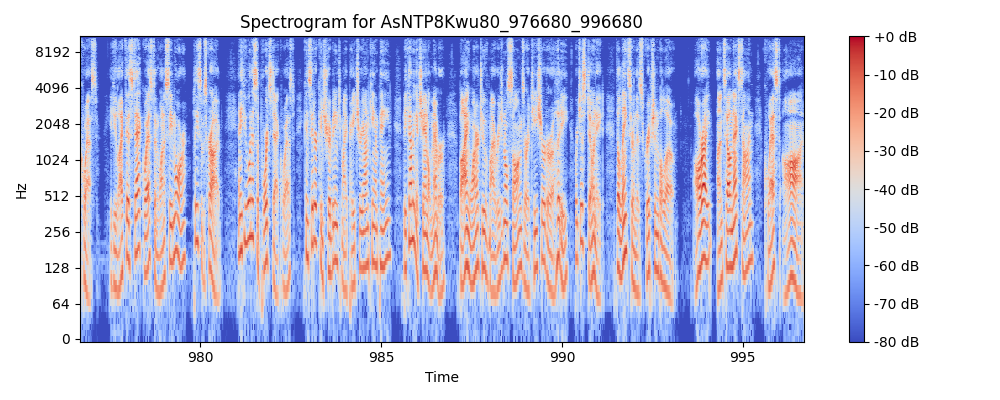 Spectrogram for AsNTP8Kwu80_976680_996680
8192
4096
2048
1024
512
256
128
64
0
Hz
980
985
990
995
Time
+0 dB
-10 dB
-20 dB
-30 dB
-40 dB
-50 dB
-60 dB
-70 dB
-80 dB